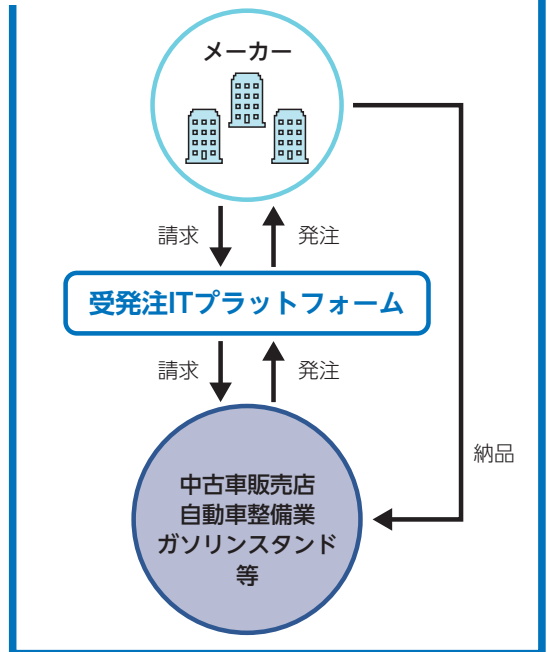 メーカー
請求
発注
受発注ITプラットフォーム
請求
発注
納品
中古車販売店
自動車整備業
ガソリンスタンド
等